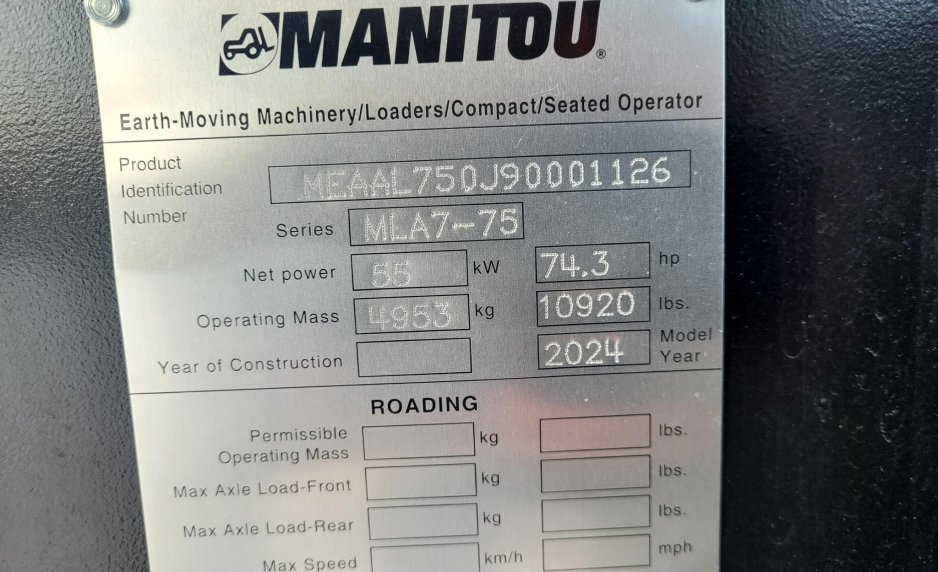 MANITOU®
Earth-Moving Machinery/Loaders/Compact/Seated Operator
Product
Identification
Number
MEAAL750J90001126
Series MLA7-75
Net power 55 kW 74.3 hp
Operating Mass 4953 kg 10920 lbs.
Year of Construction 2024 Model
Year
ROADING
Permissible
Operating Mass kg lbs.
Max Axle Load-Front kg lbs.
Max Axle Load-Rear kg lbs.
Max Speed km/h mph